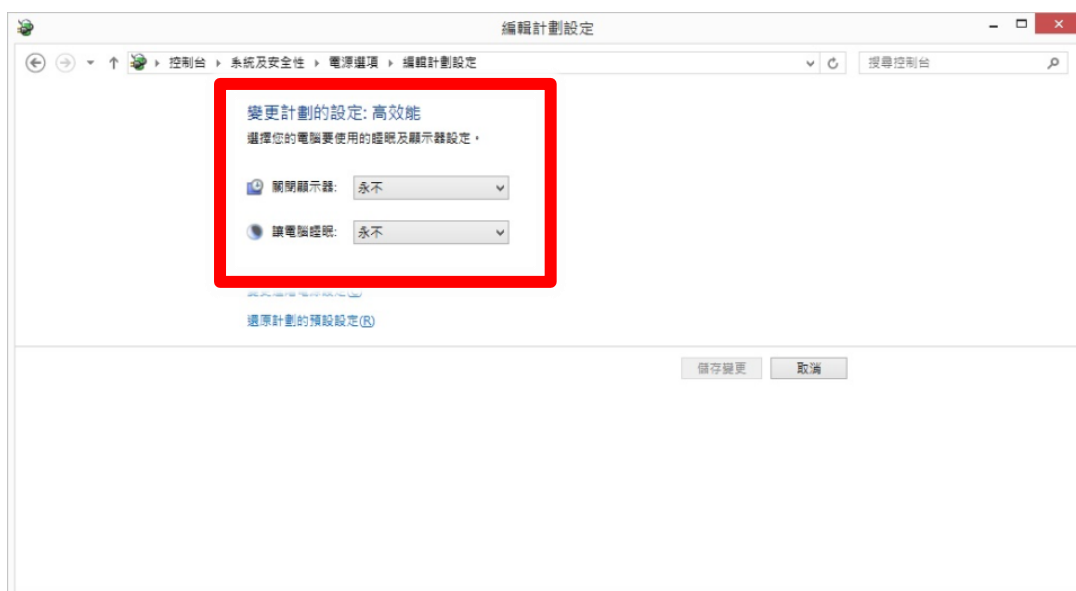 編輯計劃設定
控制台 系統及安全性 電源選項 編輯計劃設定
搜尋控制台
變更計劃的設定: 高效能
選擇您的電腦要使用的睡眠及顯示器設定。
關閉顯示器: 永不
讓電腦睡眠: 永不
還原計劃的預設設定(R)
儲存變更 取消